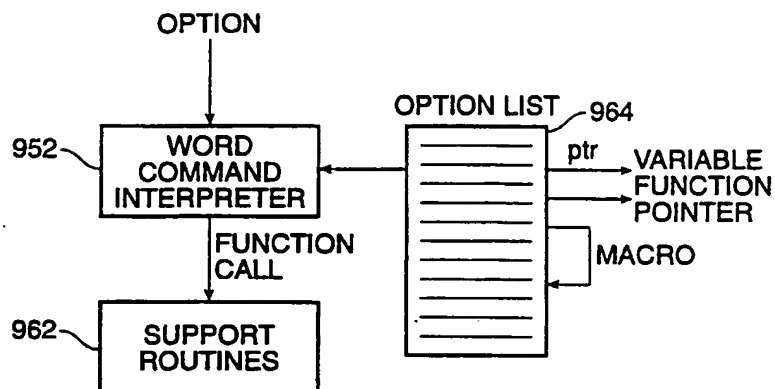 OPTION
OPTION LIST
964
952
WORD
COMMAND
INTERPRETER
ptr
VARIABLE
FUNCTION
POINTER
FUNCTION
CALL
MACRO
962
SUPPORT
ROUTINES